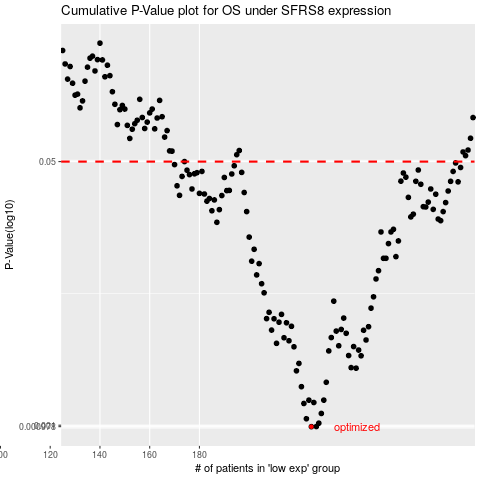 Cumulative P-Value plot for OS under SFRS8 expression
P-Value(log10)
0.05
optimized
00 120 140 160 180
# of patients in 'low exp' group